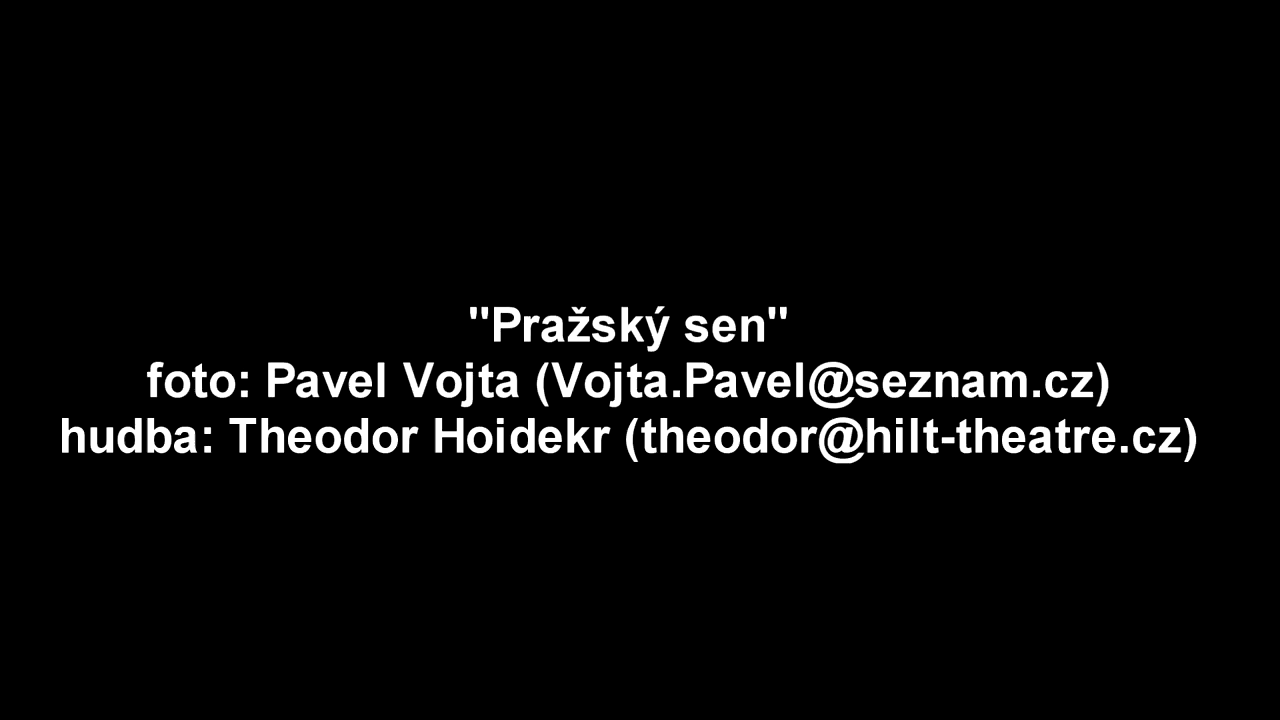 "Pražský sen"
foto: Pavel Vojta (Vojta.Pavel@seznam.cz)
hudba: Theodor Hoidekr (theodor@hilt-theatre.cz)